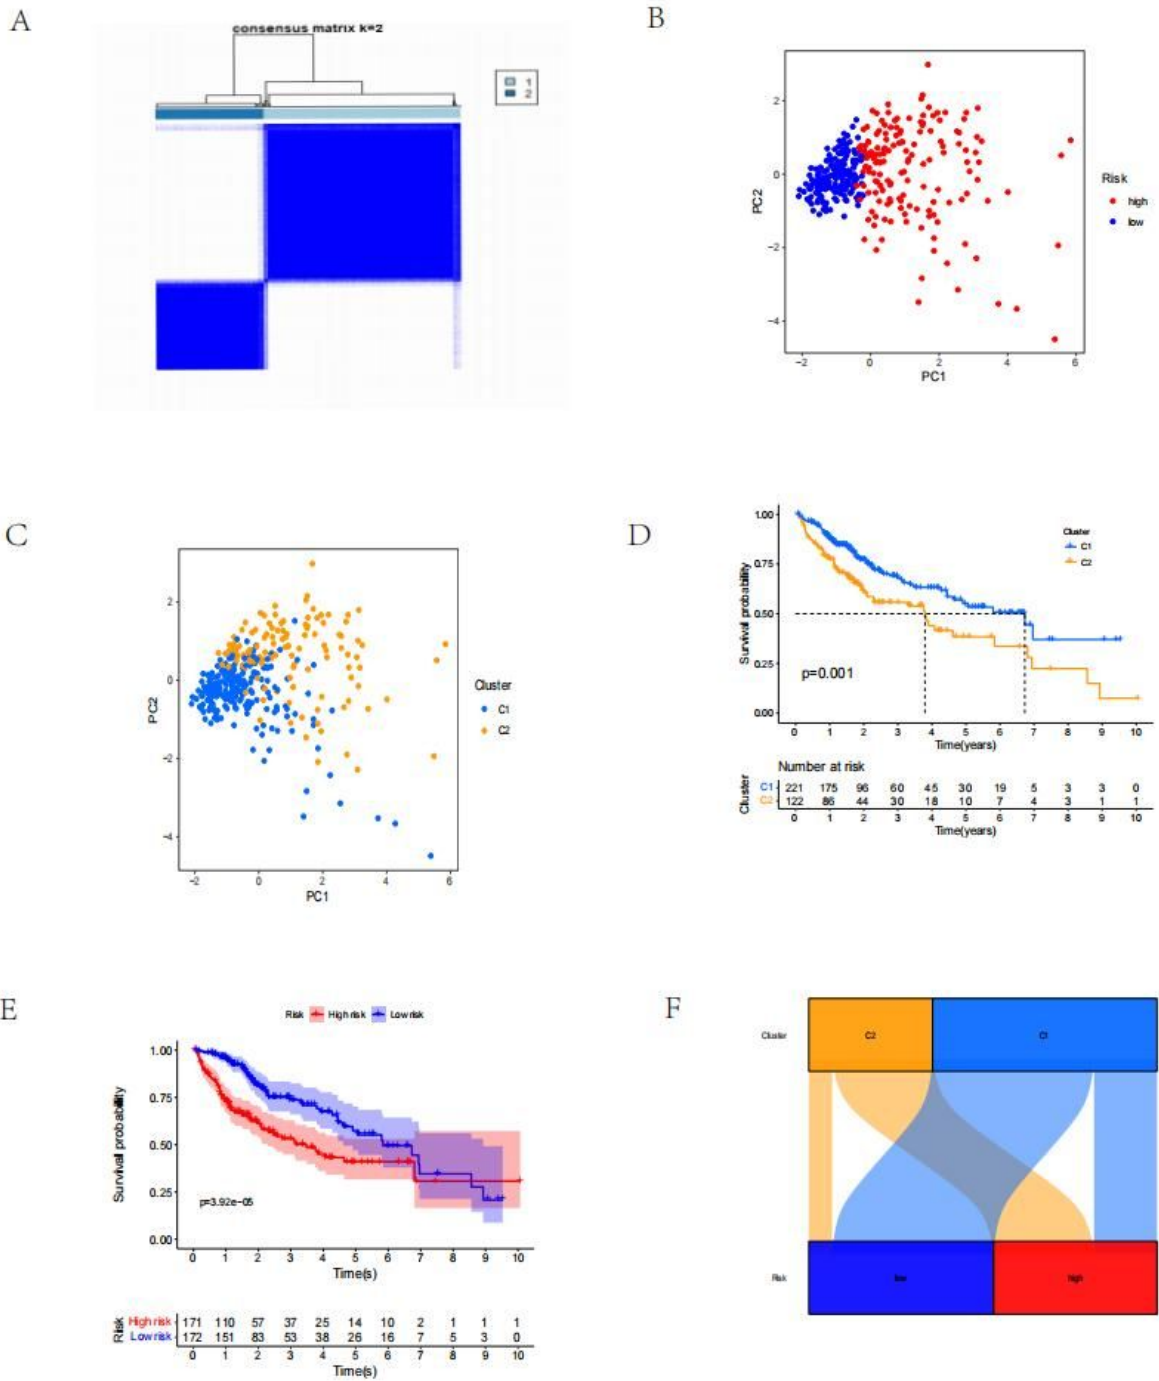 A
consensus matrix k=2
1
2
B
2
0
−2
−4
PC2
−2 0 2 4 6
PC1
Risk
high
low
C
2
0
−2
−4
PC2
−2 0 2 4 6
PC1
Cluster
C1
C2
D
1.00
0.75
0.50
0.25
0.00
Survival probability
p=0.001
Cluster
C1
C2
0 1 2 3 4 5 6 7 8 9 10
Time(years)
Number at risk
Cluster
C1 221 175 96 60 45 30 19 5 3 3 0
C2 122 86 44 30 18 10 7 4 3 1 1
0 1 2 3 4 5 6 7 8 9 10
Time(years)
E
Risk High risk Low risk
1.00
0.75
0.50
0.25
0.00
Survival probability
p=3.92e−05
0 1 2 3 4 5 6 7 8 9 10
Time(s)
Risk
High risk 171 110 57 37 25 14 10 2 1 1 1
Low risk 172 151 83 53 38 26 16 7 5 3 0
0 1 2 3 4 5 6 7 8 9 10
Time(s)
F
Cluster
C2
C1
Risk
low
high